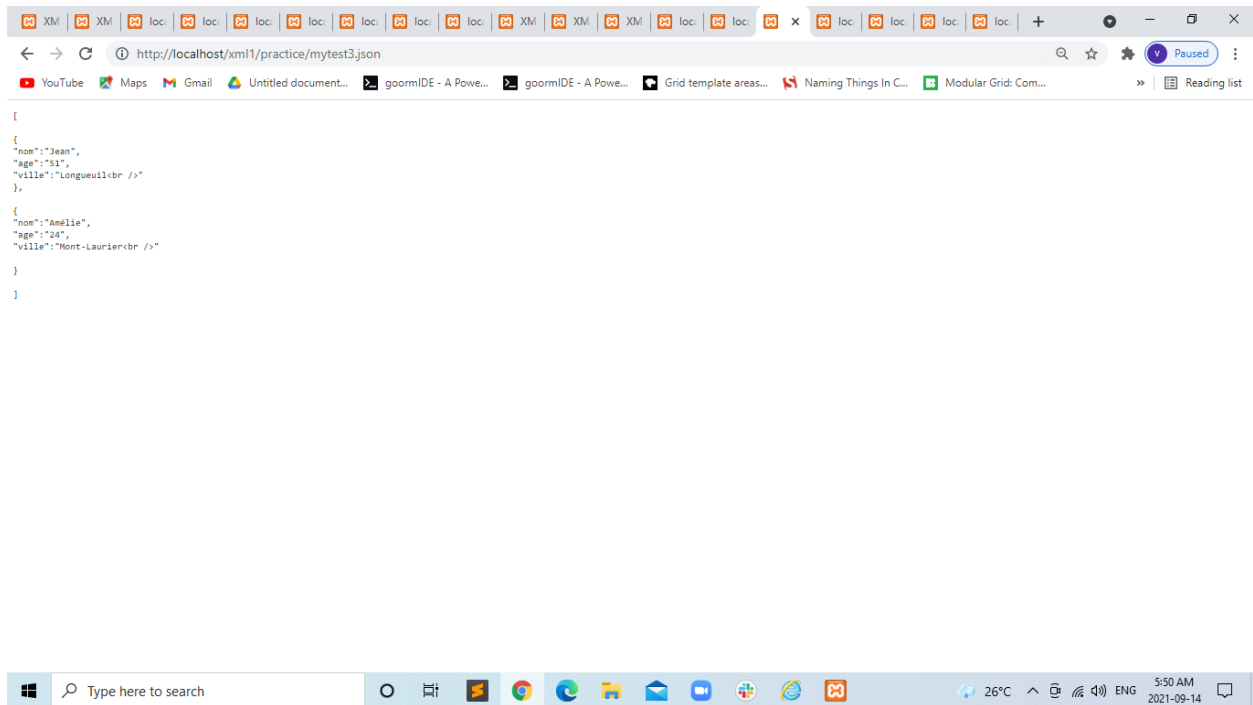 XM XM loc loc loc loc loc loc loc XM XM XM loc loc loc loc loc loc
http://localhost/xml1/practice/mytest3.json
V Paused
YouTube Maps Gmail Untitled document... goormIDE - A Powe... goormIDE - A Powe... Grid template areas... Naming Things In C... Modular Grid: Com... » Reading list
[
{
"nom":"Jean",
"age":"51",
"ville":"Longueuil<br />"
},
{
"nom":"Amélie",
"age":"24",
"ville":"Mont-Laurier<br />"
}
]
Type here to search
26°C ENG
5:50 AM
2021-09-14